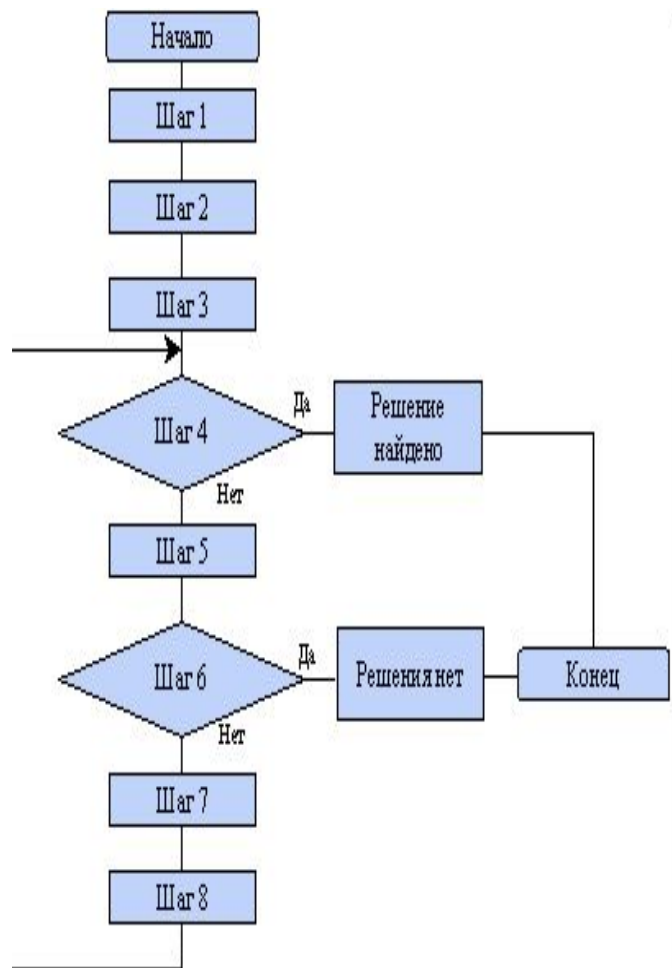 Начало
Шаг 1
Шаг 2
Шаг 3
Шаг 4
Да
Решение
найдено
Нет
Шаг 5
Шаг 6
Да
Решения нет
Конец
Нет
Шаг 7
Шаг 8